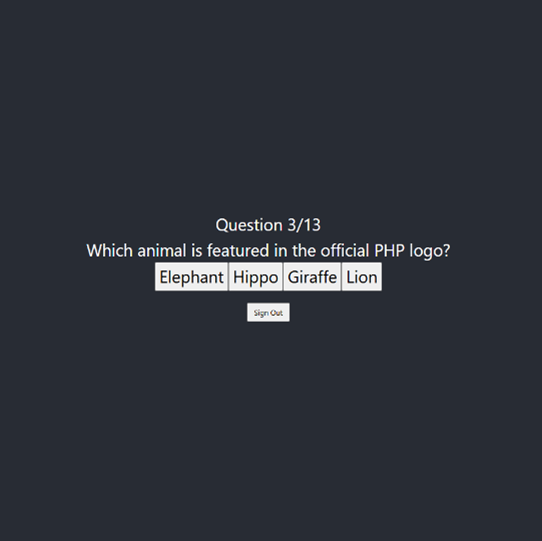 Question 3/13
Which animal is featured in the official PHP logo?
Elephant Hippo Giraffe Lion
Sign Out